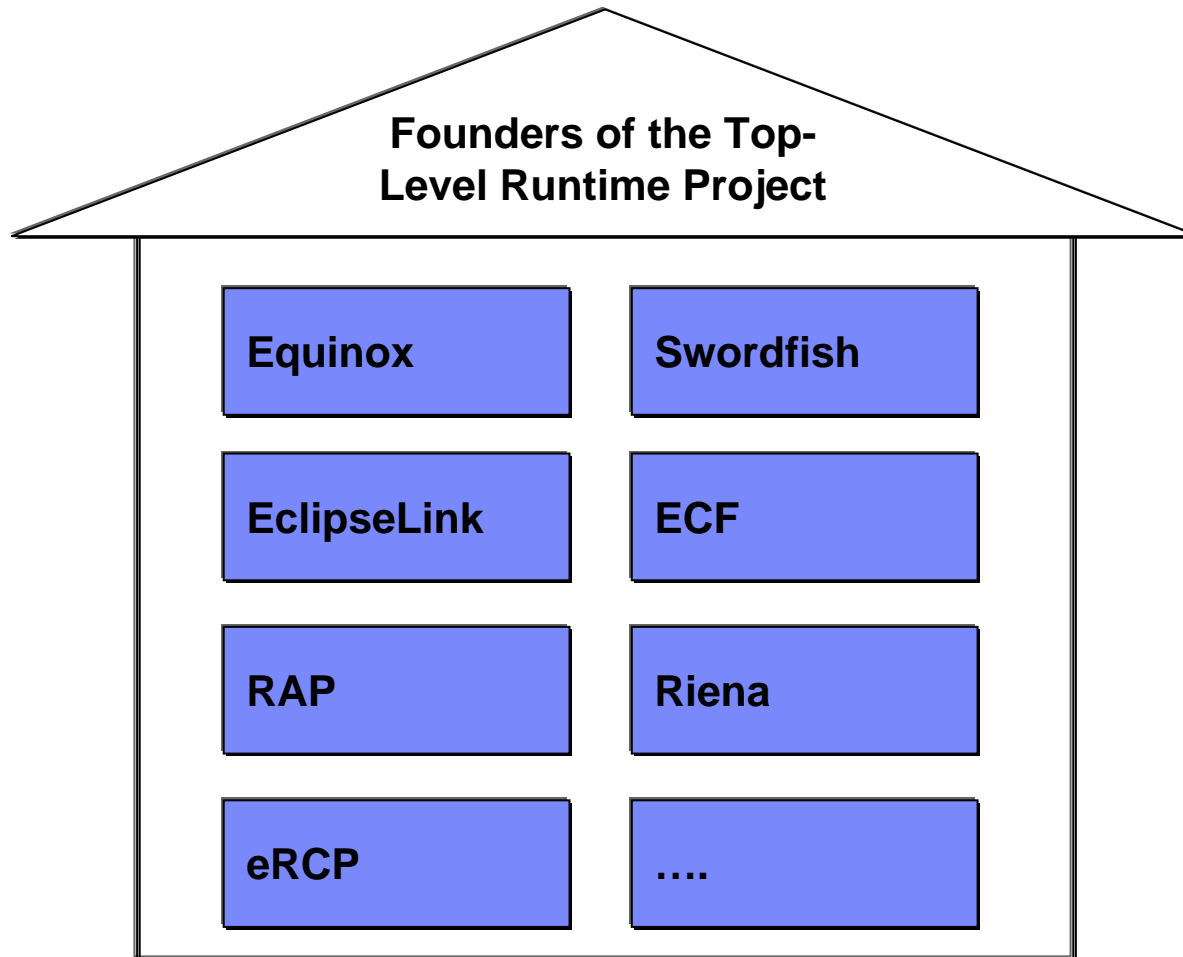 Founders of the Top-
Level Runtime Project
Equinox
Swordfish
EclipseLink
ECF
RAP
Riena
eRCP
....